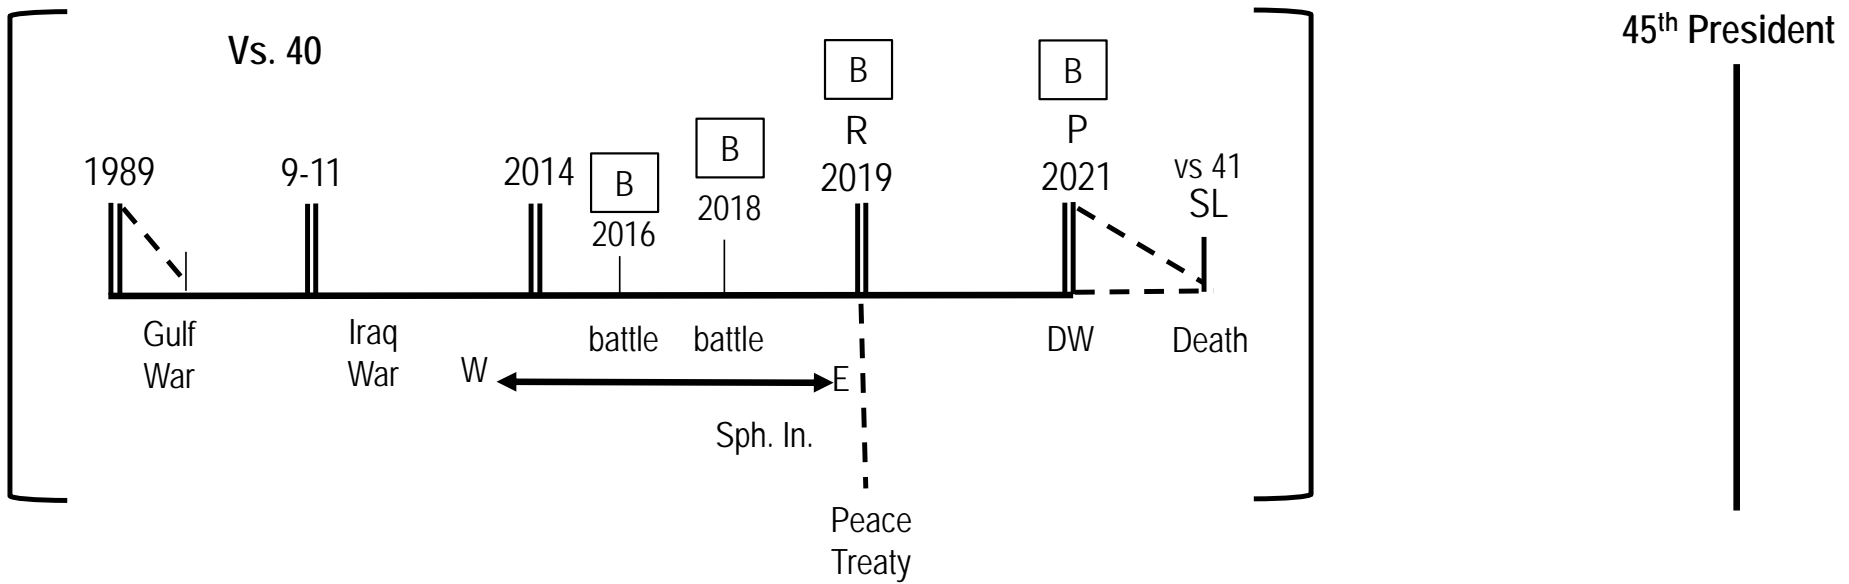 45th President
Vs. 40
B
B
R
P
B
B
1989
9-11
2014
2016
2018
2019
2021
vs 41
SL
Gulf
War
Iraq
War
battle
battle
DW
Death
W
E
Sph. In.
Peace
Treaty